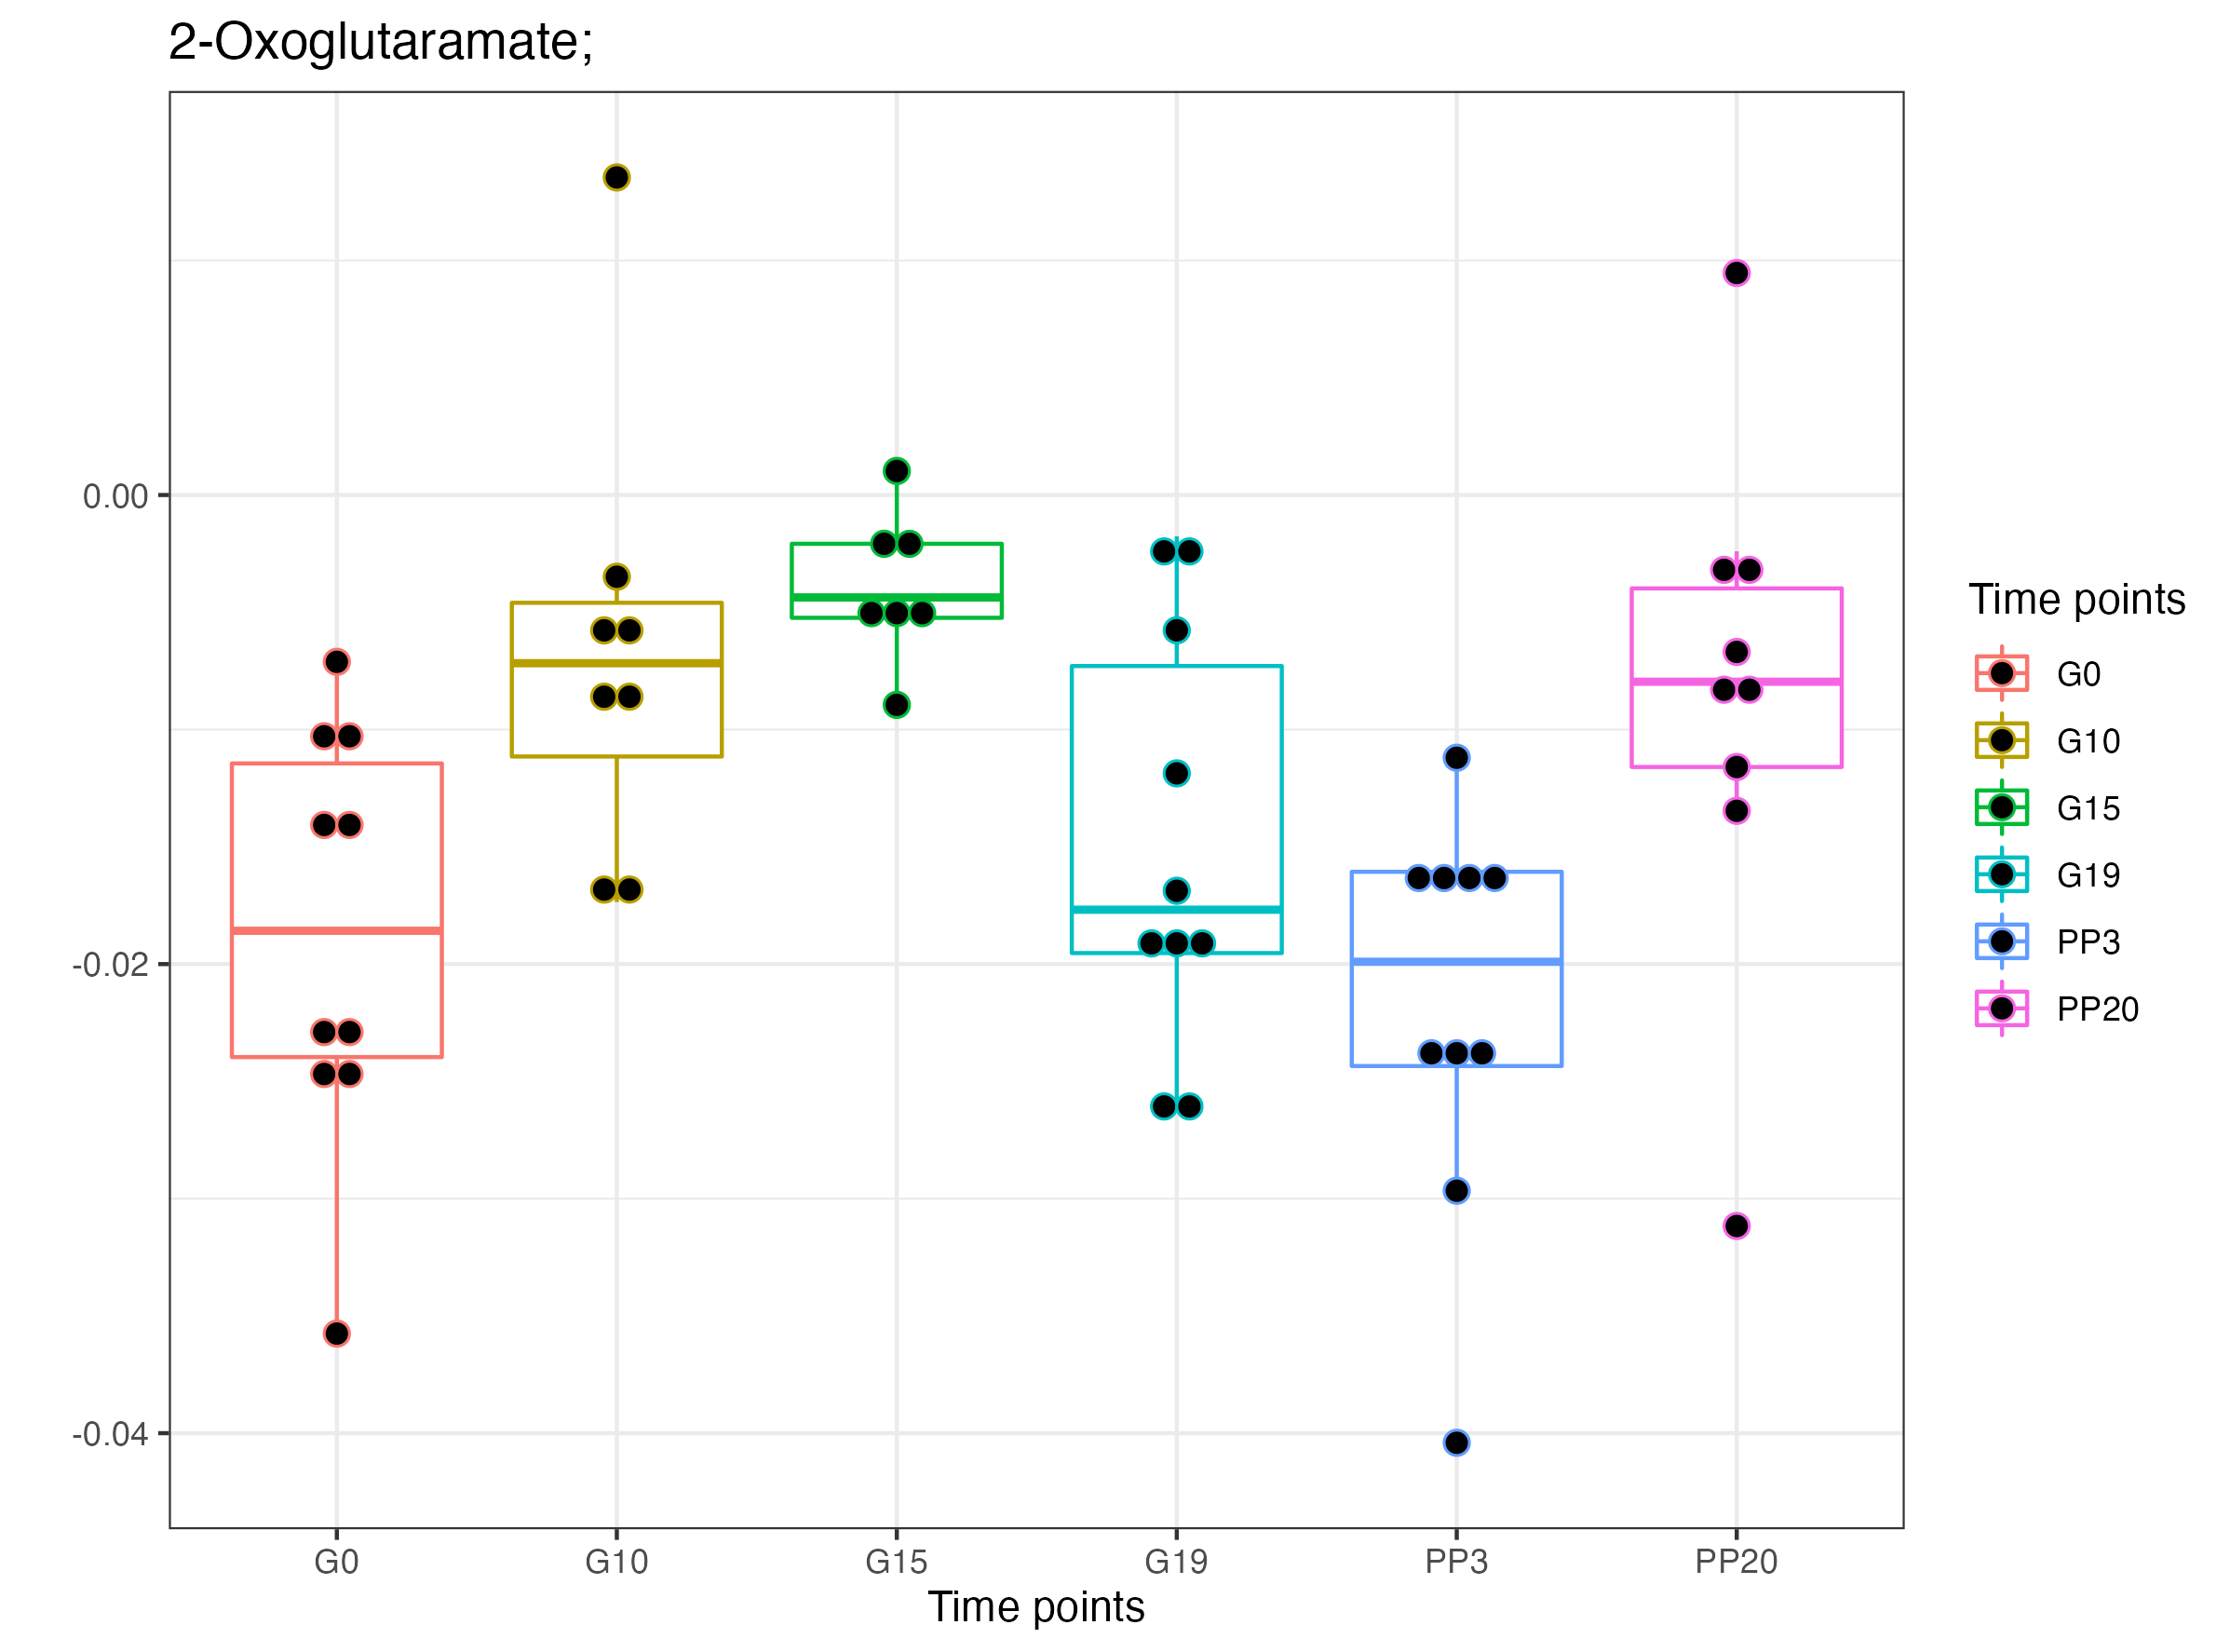 2-Oxoglutaramate;
0.00
-0.02
-0.04
G0 G10 G15 G19 PP3 PP20
Time points
Time points
G0
G10
G15
G19
PP3
PP20